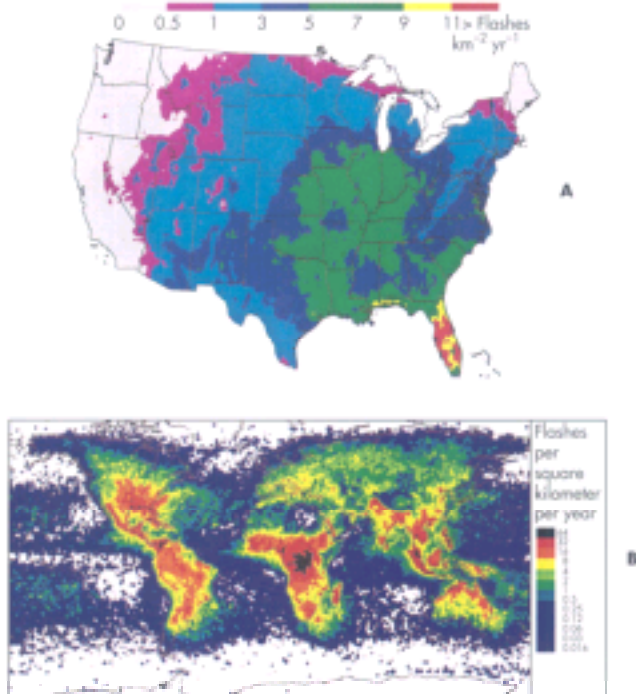 0 0.5 1 3 5 7 9 11> Flashes
km⁻² yr⁻¹
A
Flashes
per
square
kilometer
per year
B